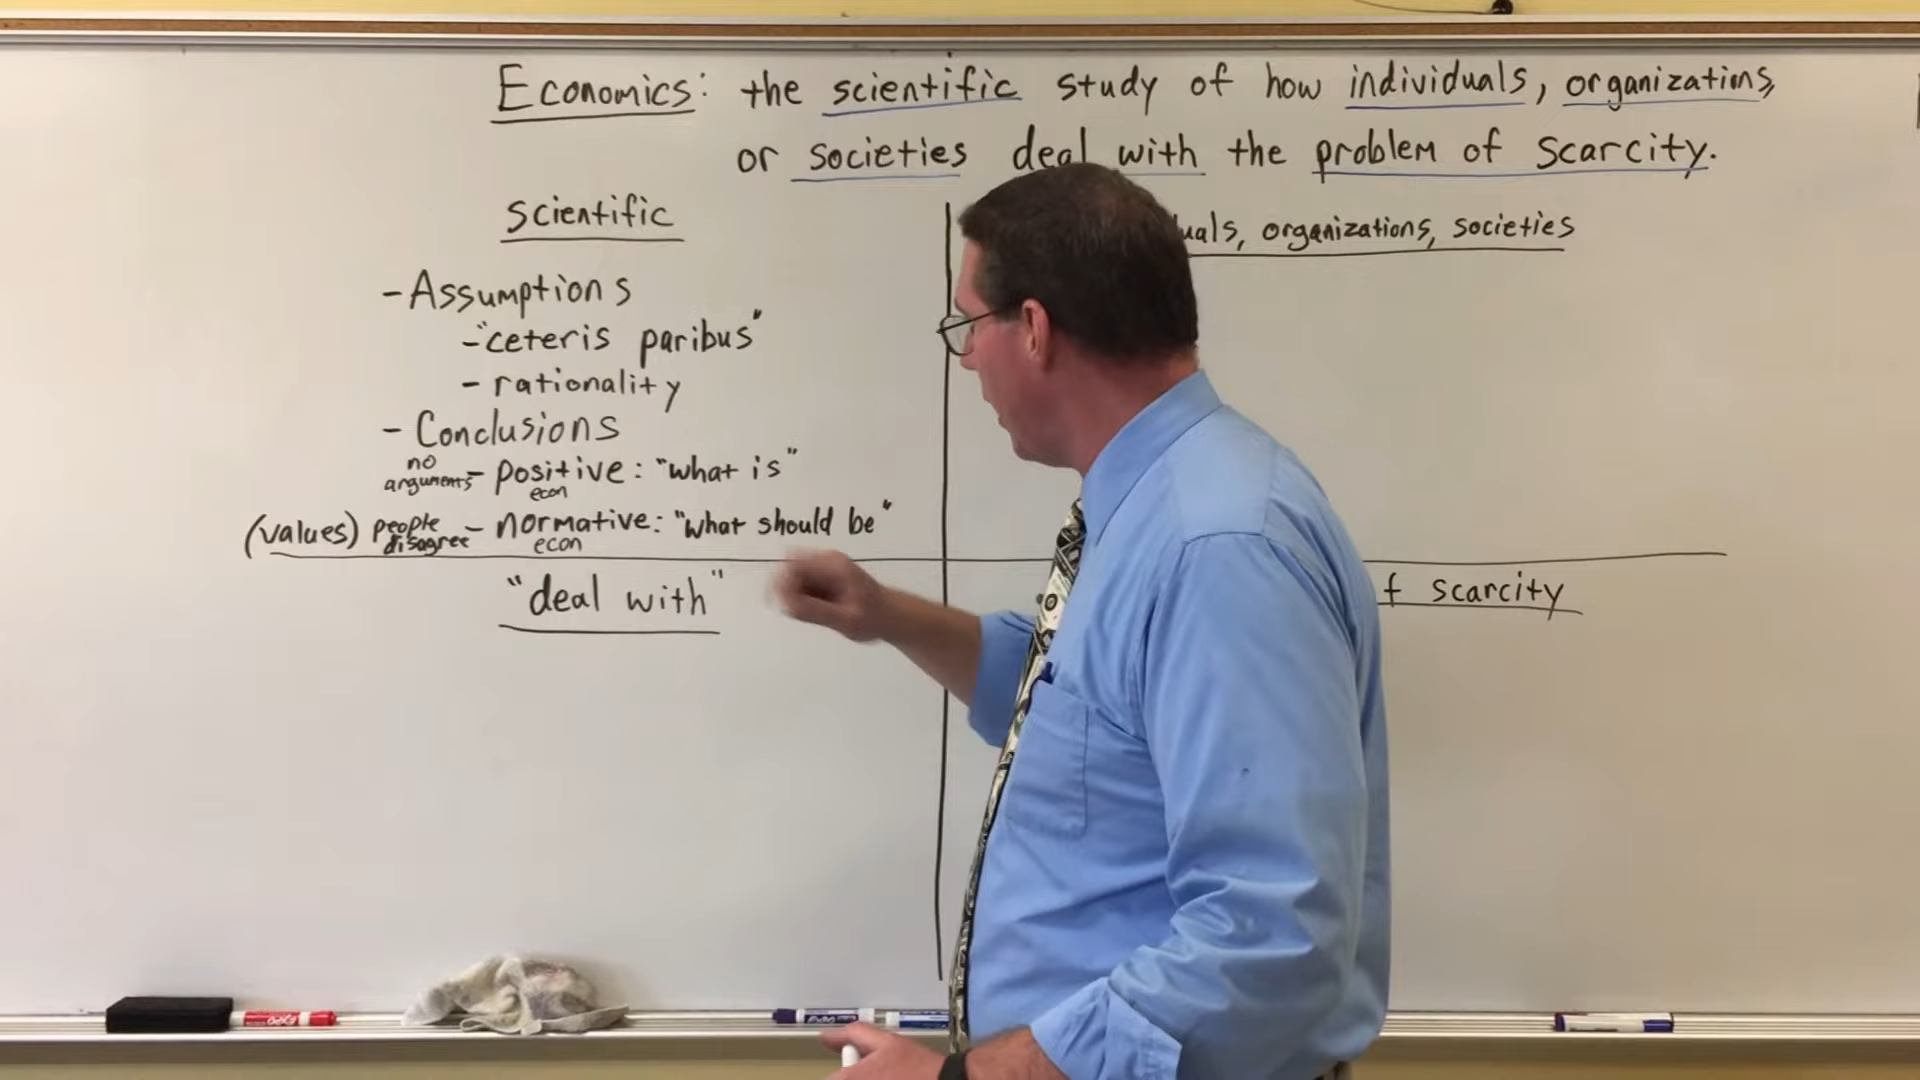 Economics: the scientific study of how individuals, organizations,
or societies deal with the problem of scarcity.
scientific
- Assumptions
- "ceteris paribus"
- rationality
- Conclusions
no arguments - positive: "what is"
econ
(values) people disagree - normative: "what should be"
econ
"deal with"
uals, organizations, societies
f scarcity
EXPO
EXPO